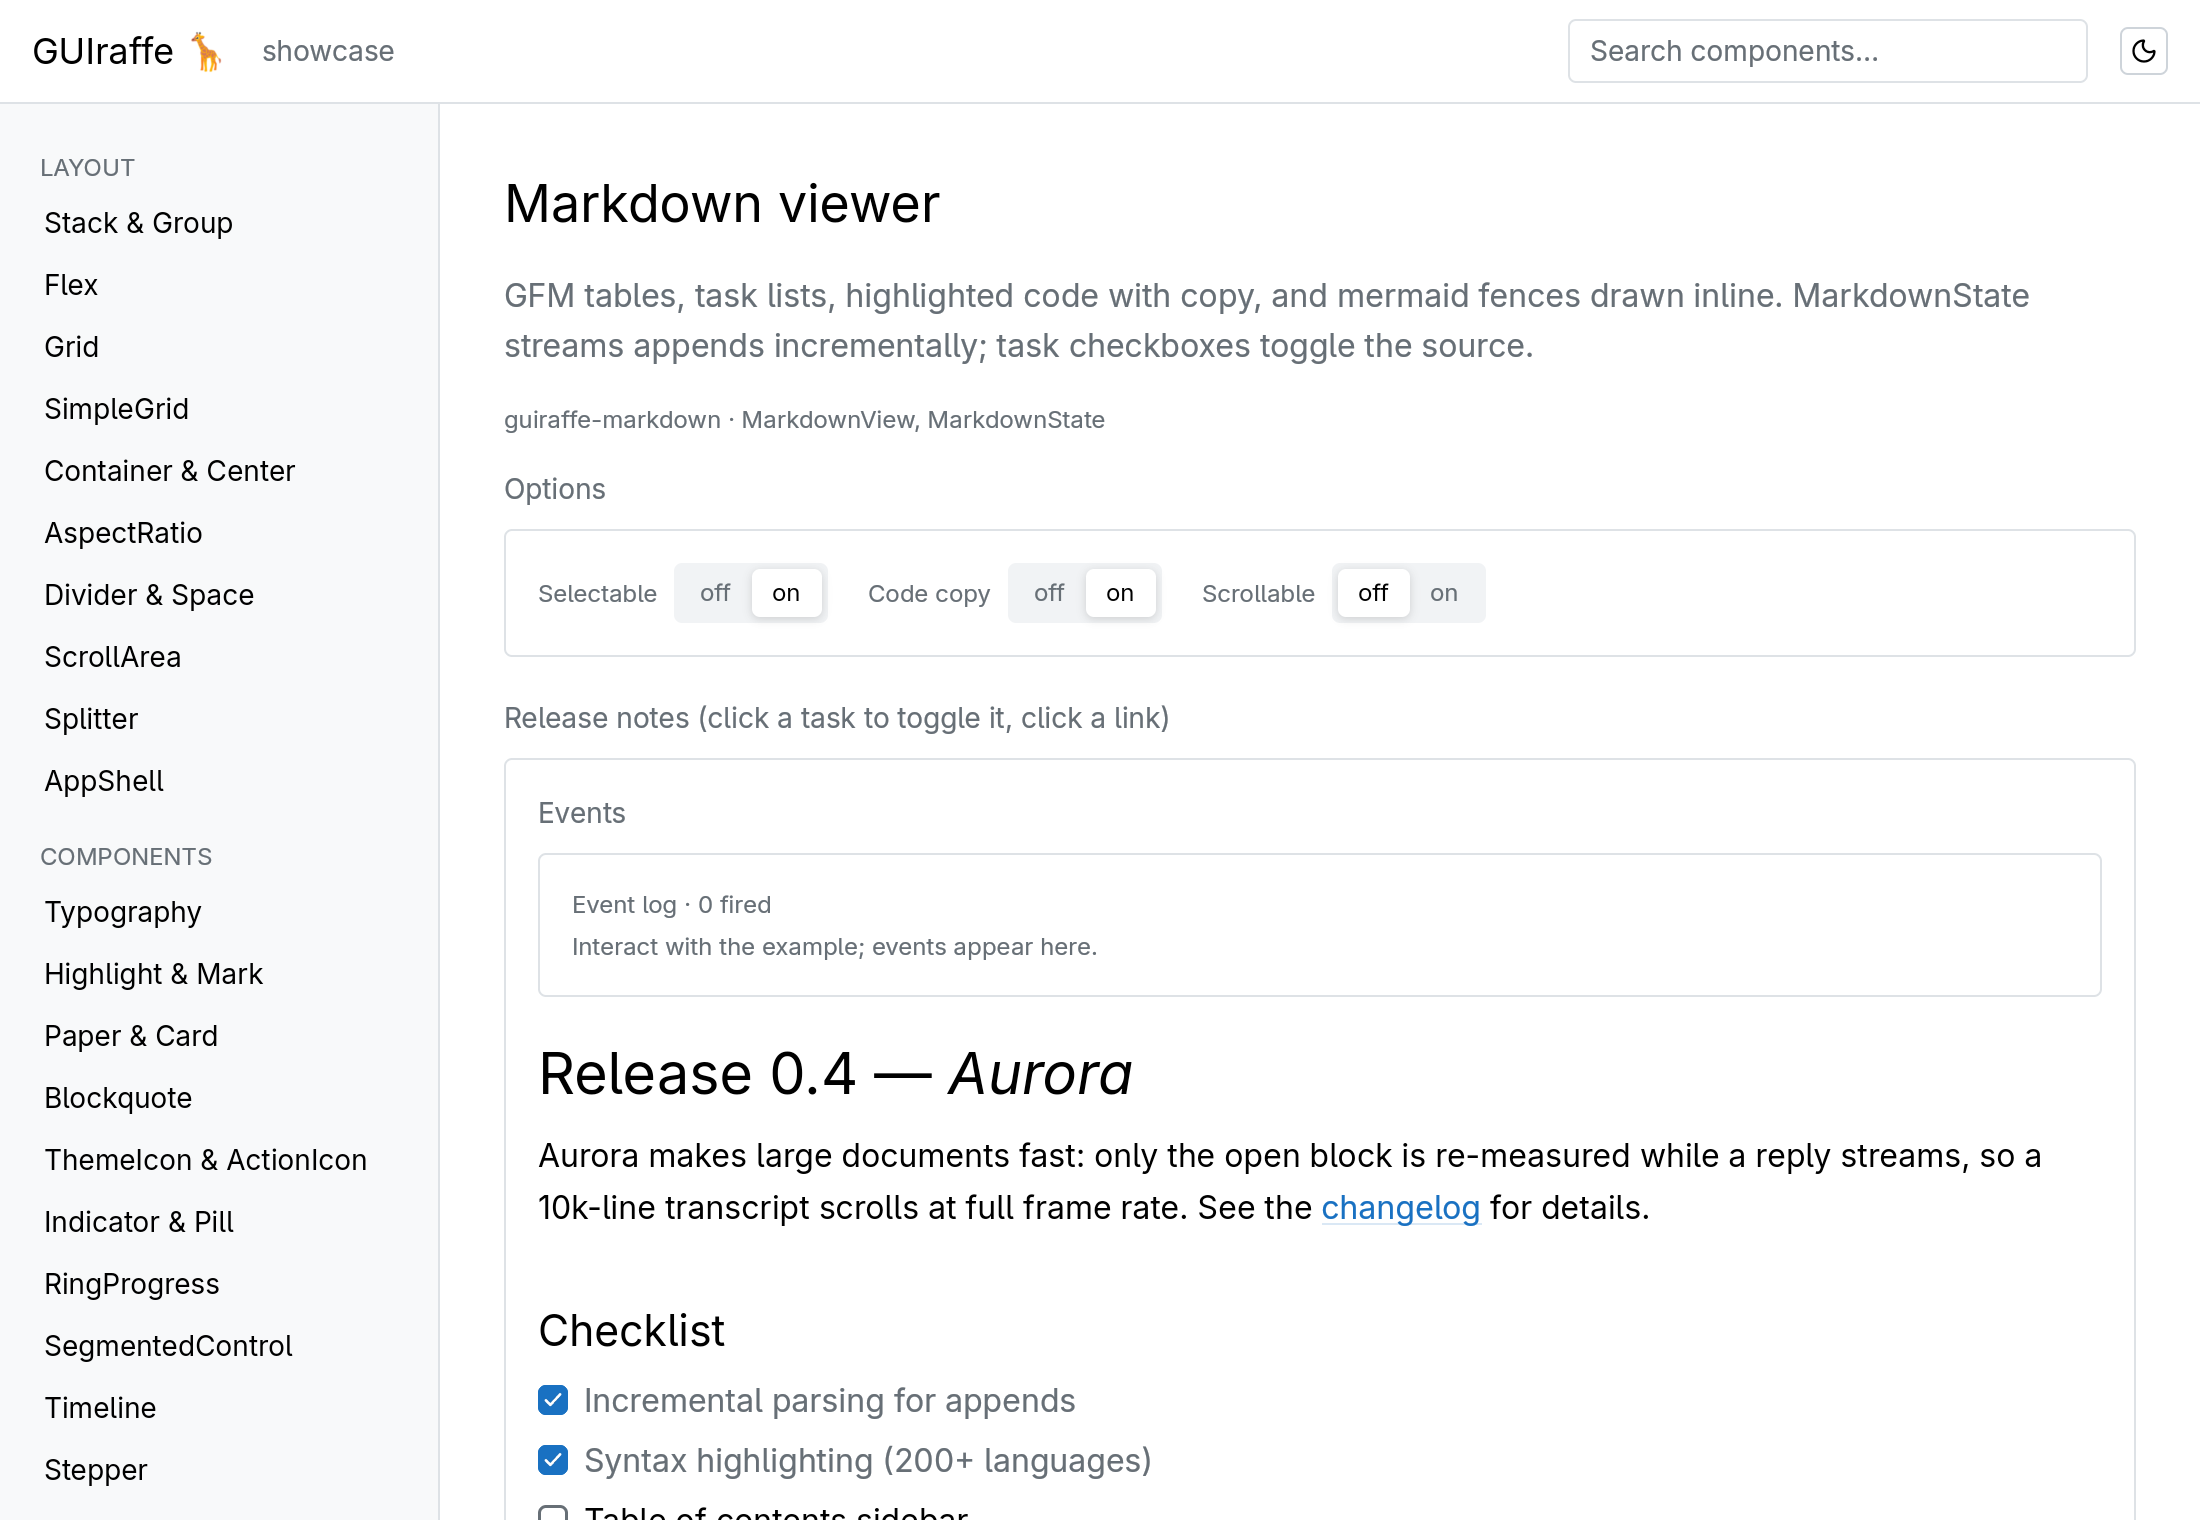 GUIraffe 🦒 showcase
Search components...
LAYOUT
Stack & Group
Flex
Grid
SimpleGrid
Container & Center
AspectRatio
Divider & Space
ScrollArea
Splitter
AppShell
COMPONENTS
Typography
Highlight & Mark
Paper & Card
Blockquote
ThemeIcon & ActionIcon
Indicator & Pill
RingProgress
SegmentedControl
Timeline
Stepper
Markdown viewer
GFM tables, task lists, highlighted code with copy, and mermaid fences drawn inline. MarkdownState
streams appends incrementally; task checkboxes toggle the source.
guiraffe-markdown · MarkdownView, MarkdownState
Options
Selectable off on Code copy off on Scrollable off on
Release notes (click a task to toggle it, click a link)
Events
Event log · 0 fired
Interact with the example; events appear here.
Release 0.4 — Aurora
Aurora makes large documents fast: only the open block is re-measured while a reply streams, so a
10k-line transcript scrolls at full frame rate. See the changelog for details.
Checklist
Incremental parsing for appends
Syntax highlighting (200+ languages)
Table of contents sidebar